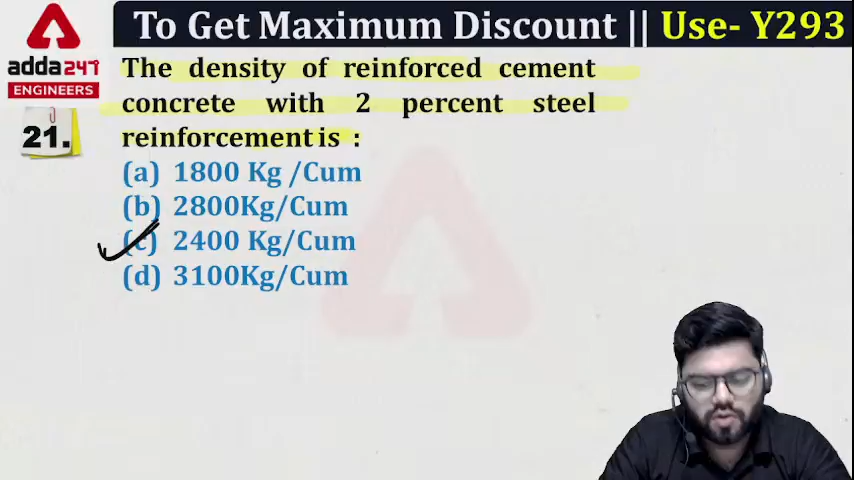 To Get Maximum Discount || Use- Y293
adda247
ENGINEERS
21.
The density of reinforced cement
concrete with 2 percent steel
reinforcement is :
(a) 1800 Kg /Cum
(b) 2800Kg/Cum
(c) 2400 Kg/Cum
(d) 3100Kg/Cum